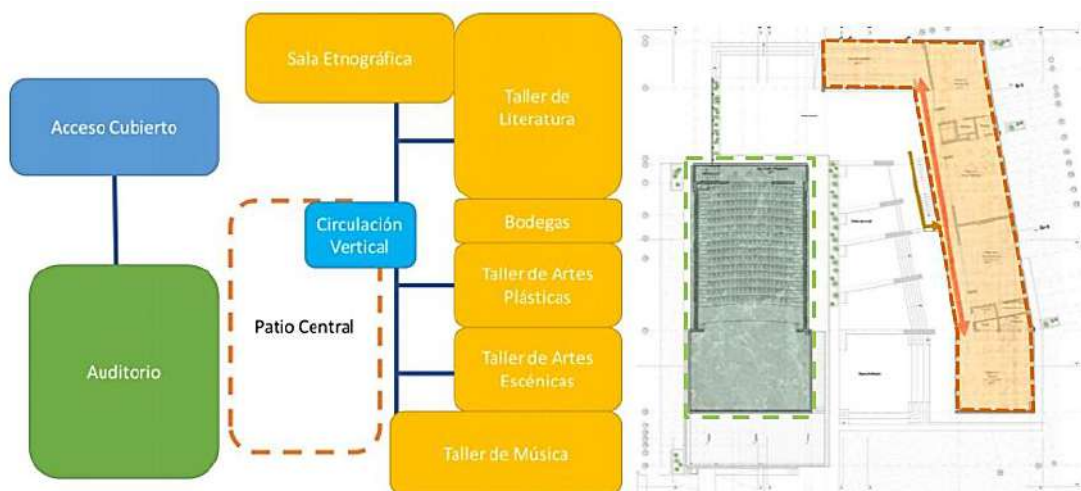 Sala Etnográfica
Taller de
Literatura
Acceso Cubierto
Circulación
Vertical
Bodegas
Taller de Artes
Plásticas
Patio Central
Auditorio
Taller de Artes
Escénicas
Taller de Música